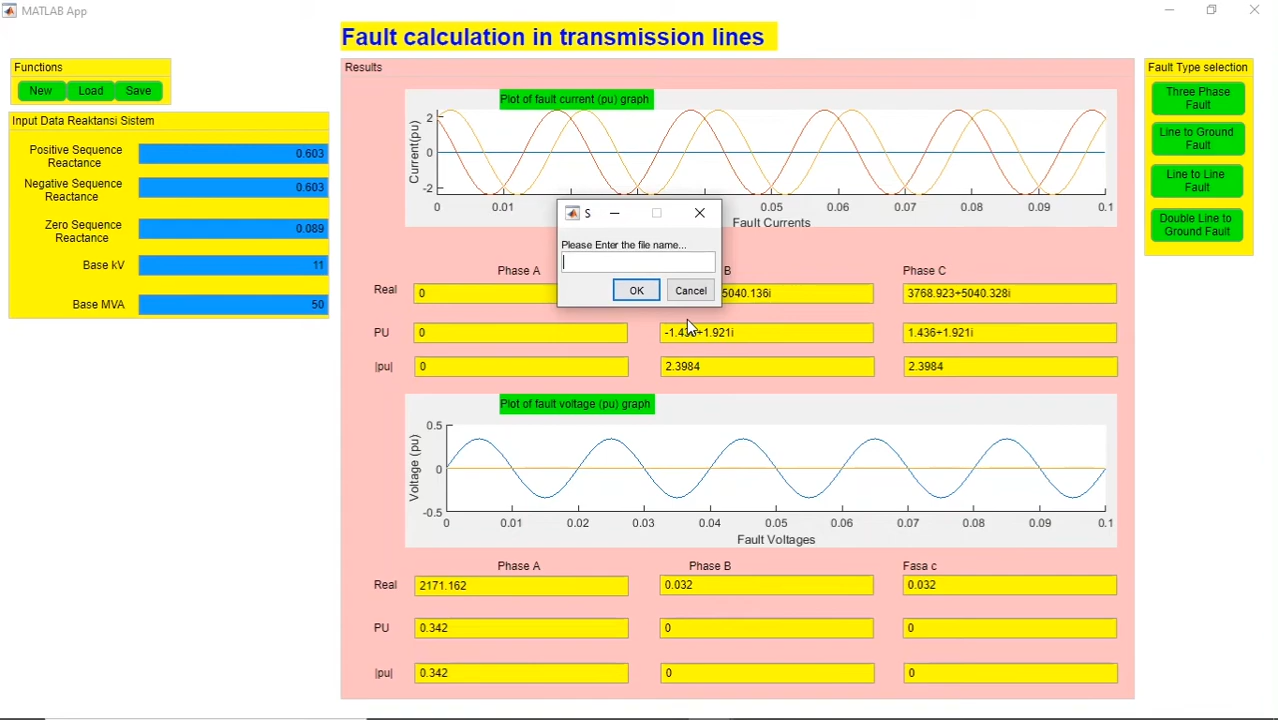 MATLAB App
Fault calculation in transmission lines
Functions
New Load Save
Input Data Reaktansi Sistem
Positive Sequence
Reactance
0.603
Negative Sequence
Reactance
0.603
Zero Sequence
Reactance
0.089
Base kV
11
Base MVA
50
Results
Plot of fault current (pu) graph
Current(pu)
2
0
-2
0 0.01 0.05 0.06 0.07 0.08 0.09 0.1
Fault Currents
S
Please Enter the file name...
OK Cancel
Phase A B Phase C
Real 0 5040.136i 3768.923+5040.328i
PU 0 +1.921i 1.436+1.921i
|pu| 0 2.3984 2.3984
Plot of fault voltage (pu) graph
Voltage (pu)
0.5
0
-0.5
0 0.01 0.02 0.03 0.04 0.05 0.06 0.07 0.08 0.09 0.1
Fault Voltages
Phase A Phase B Fasa c
Real 2171.162 0.032 0.032
PU 0.342 0 0
|pu| 0.342 0 0
Fault Type selection
Three Phase
Fault
Line to Ground
Fault
Line to Line
Fault
Double Line to
Ground Fault